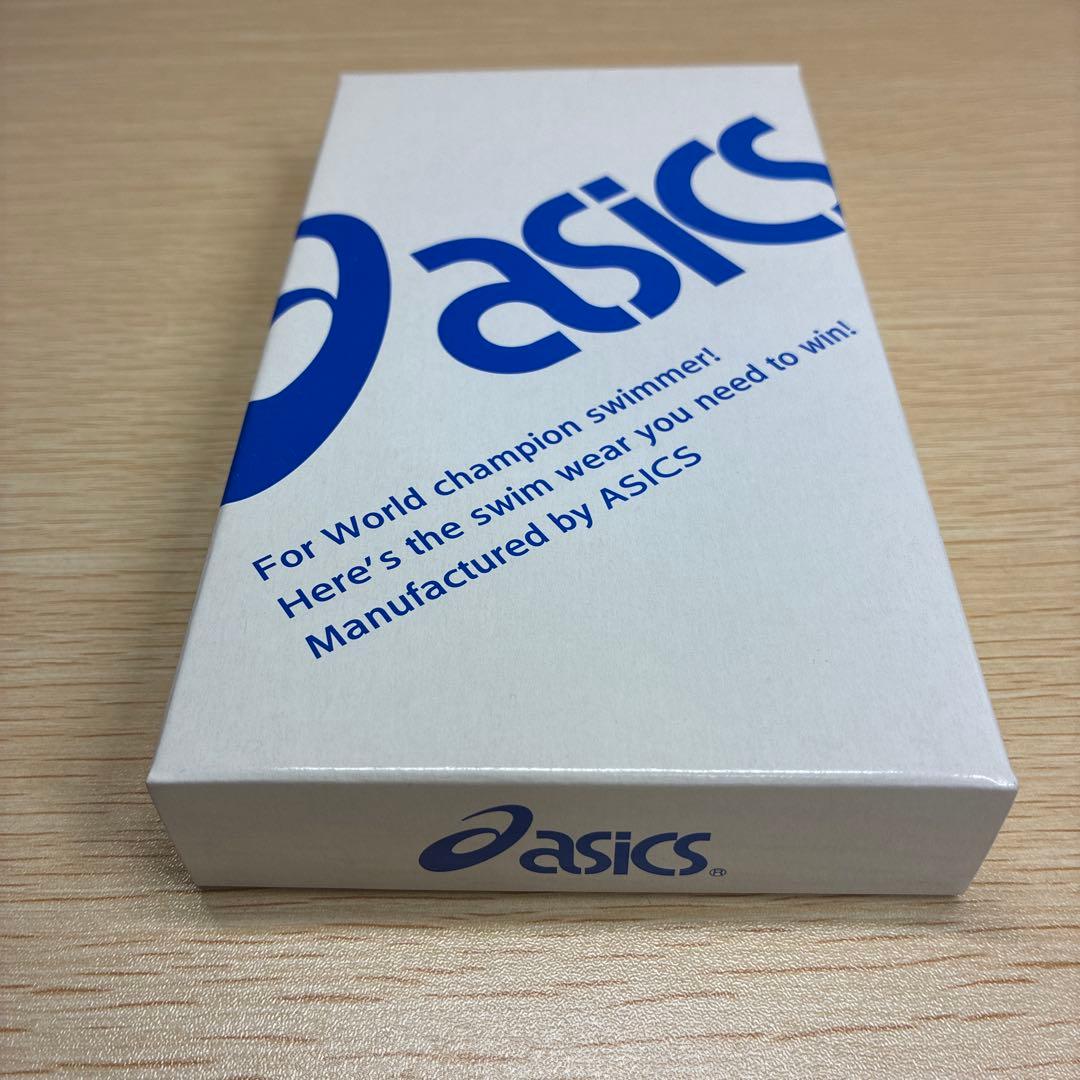 asics
For World champion swimmer!
Here's the swim wear you need to win!
Manufactured by ASICS
asics®